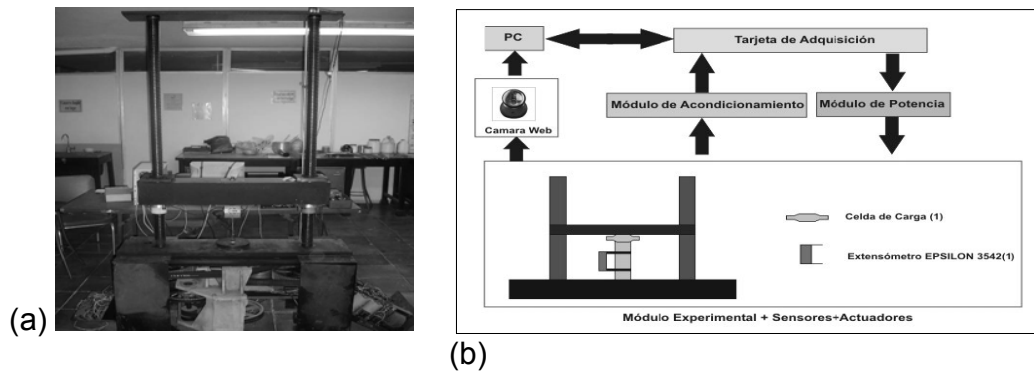 (a)
PC
Tarjeta de Adquisición
Módulo de Acondicionamiento
Módulo de Potencia
Camara Web
Celda de Carga (1)
Extensómetro EPSILON 3542(1)
Módulo Experimental + Sensores+Actuadores
(b)